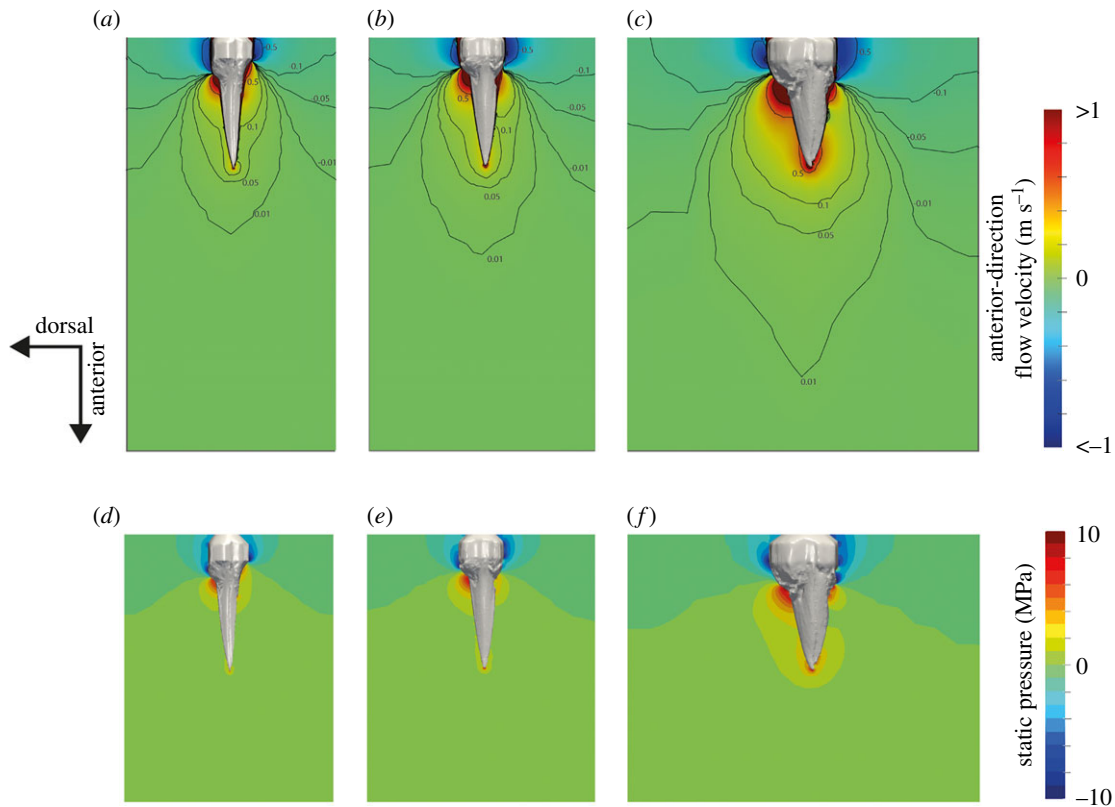 (a)
(b)
(c)
0.5
-0.1
0.5
-0.05
0.1
-0.01
0.05
0.01
0.5
-0.1
0.5
-0.05
0.1
-0.01
0.05
0.01
0.5
-0.1
-0.05
0.5
-0.01
0.1
0.05
0.01
>1
0
<–1
anterior-direction
flow velocity (m s⁻¹)
dorsal
anterior
(d)
(e)
(f)
10
0
–10
static pressure (MPa)